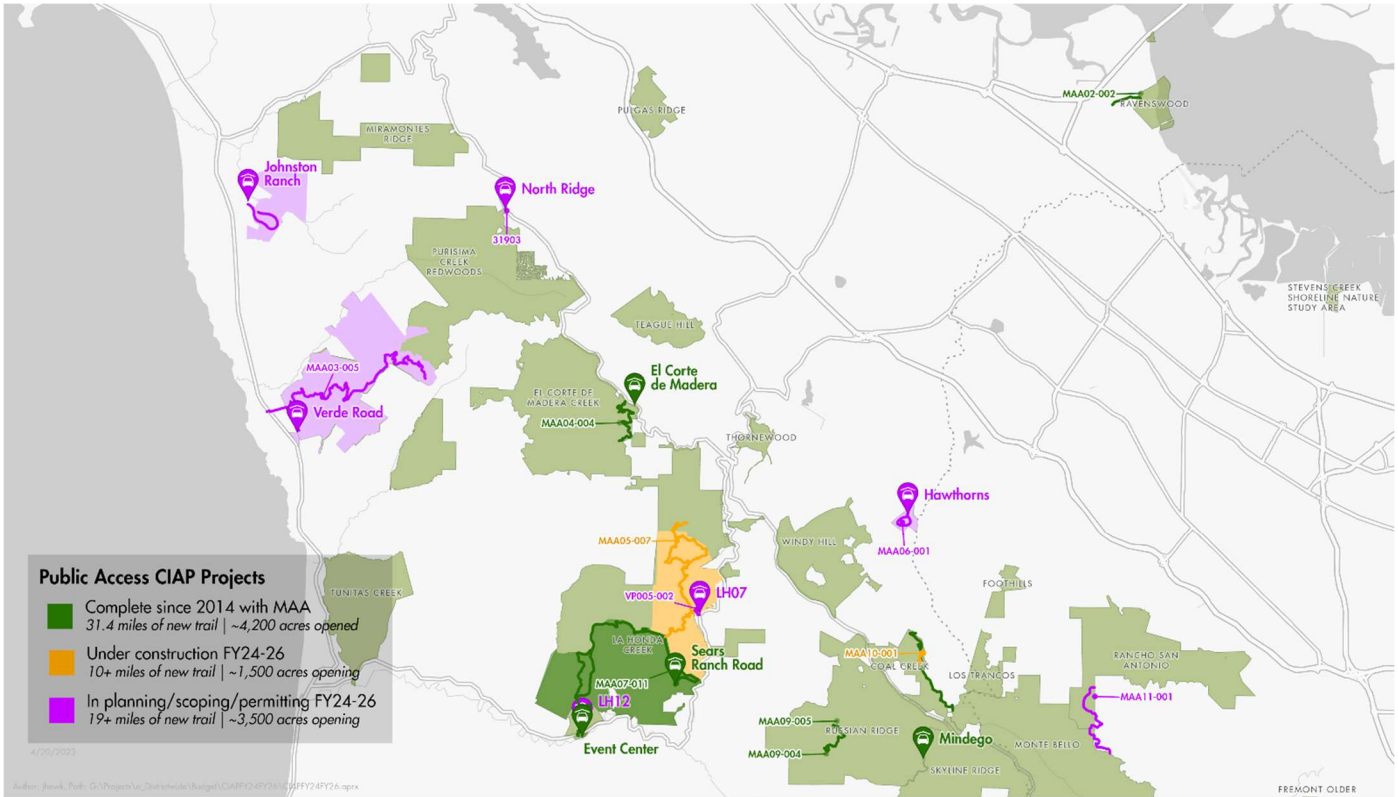 MAA02-002
RAVENSWOOD
PULGAS RIDGE
MIRAMONTES
RIDGE
Johnston
Ranch
North Ridge
31903
PURISIMA
CREEK
REDWOODS
STEVENS CREEK
SHORELINE NATURE
STUDY AREA
TEAGUE HILL
MAA03-005
Verde Road
El Corte
de Madera
EL CORTE DE
MADERA CREEK
MAA04-004
THORNEWOOD
Hawthorns
MAA06-001
MAA05-007
WINDY HILL
FOOTHILLS
TUNITAS CREEK
VP005-002
LH07
LA HONDA
CREEK
Sears
Ranch Road
MAA07-011
LH12
Event Center
MAA10-001
COAL CREEK
LOS TRANCOS
RANCHO SAN
ANTONIO
MAA11-001
MAA09-005
RUSSIAN RIDGE
MAA09-004
Mindego
MONTE BELLO
SKYLINE RIDGE
FREMONT OLDER
Public Access CIAP Projects
Complete since 2014 with MAA
31.4 miles of new trail | ~4,200 acres opened
Under construction FY24-26
10+ miles of new trail | ~1,500 acres opening
In planning/scoping/permitting FY24-26
19+ miles of new trail | ~3,500 acres opening
4/20/2023